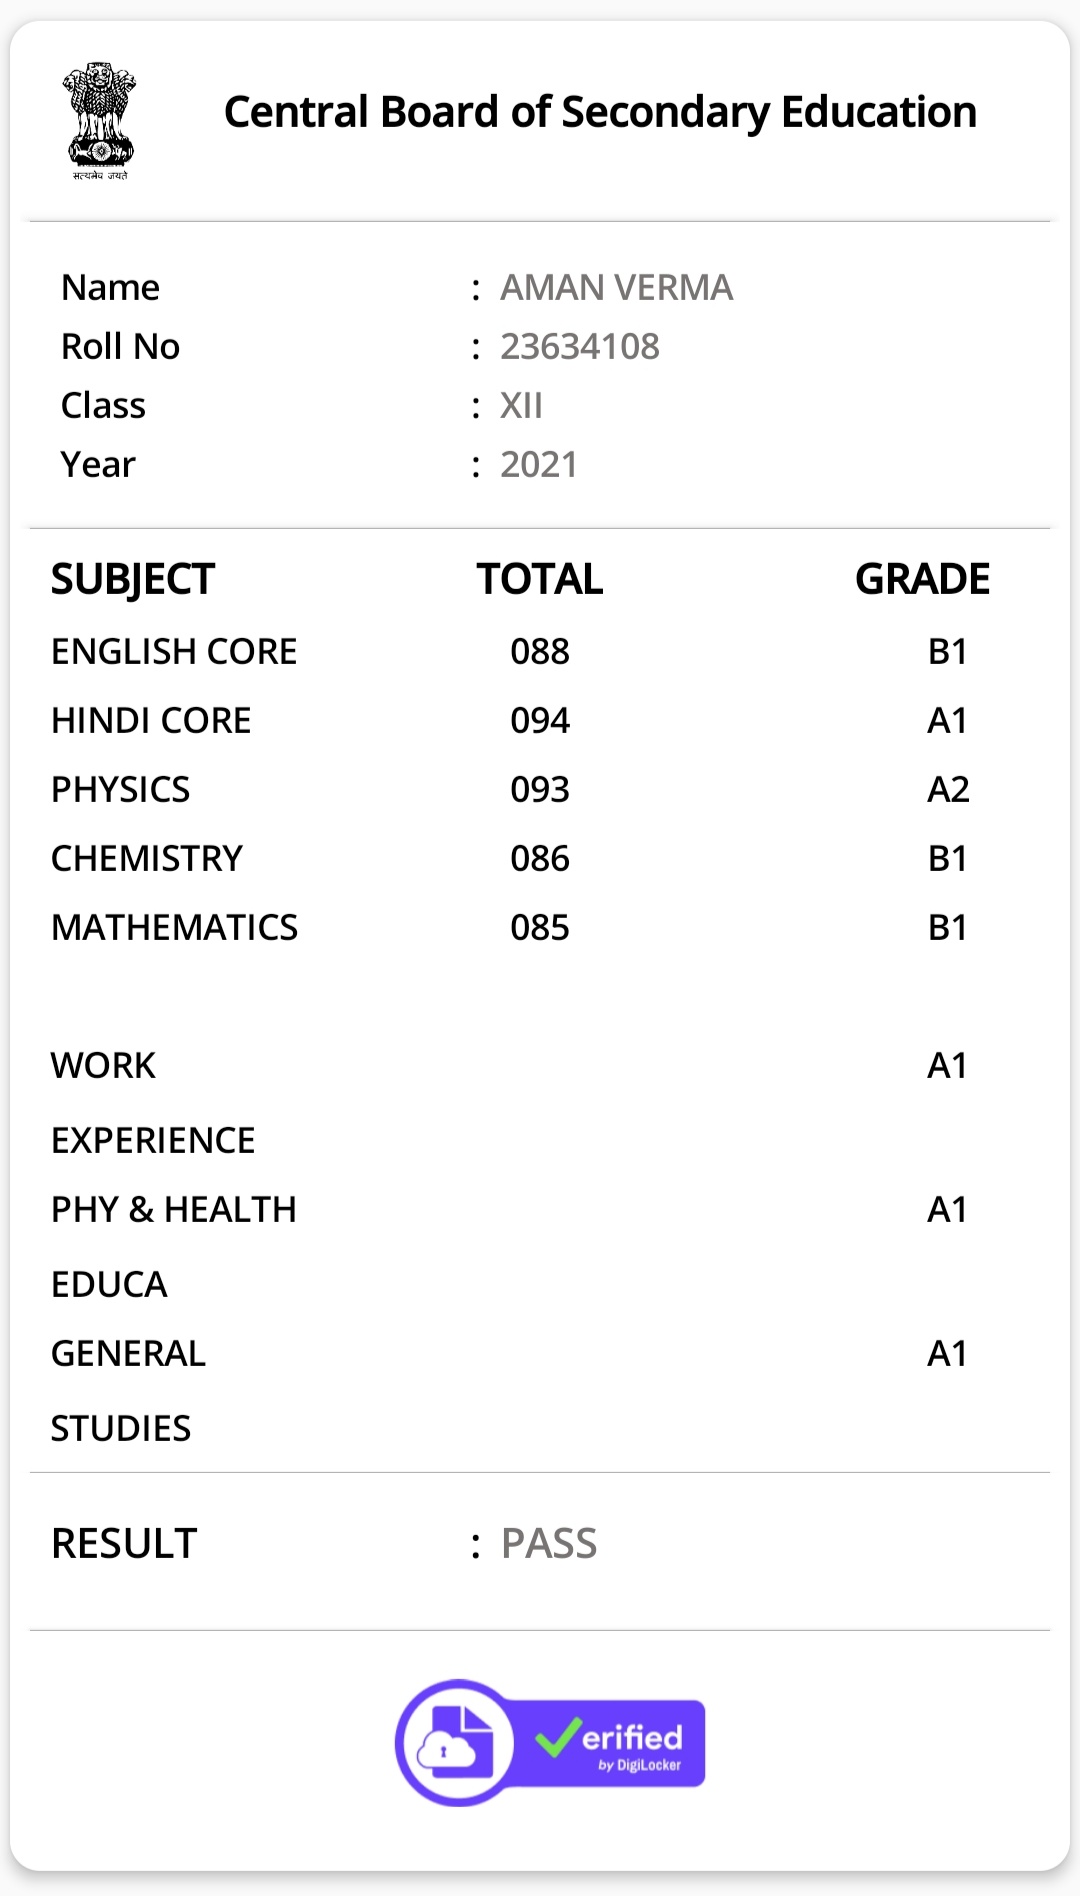 सत्यमेव जयते
Central Board of Secondary Education
Name : AMAN VERMA
Roll No : 23634108
Class : XII
Year : 2021
SUBJECT TOTAL GRADE
ENGLISH CORE 088 B1
HINDI CORE 094 A1
PHYSICS 093 A2
CHEMISTRY 086 B1
MATHEMATICS 085 B1
WORK A1
EXPERIENCE
PHY & HEALTH A1
EDUCA
GENERAL A1
STUDIES
RESULT : PASS
Verified
by DigiLocker